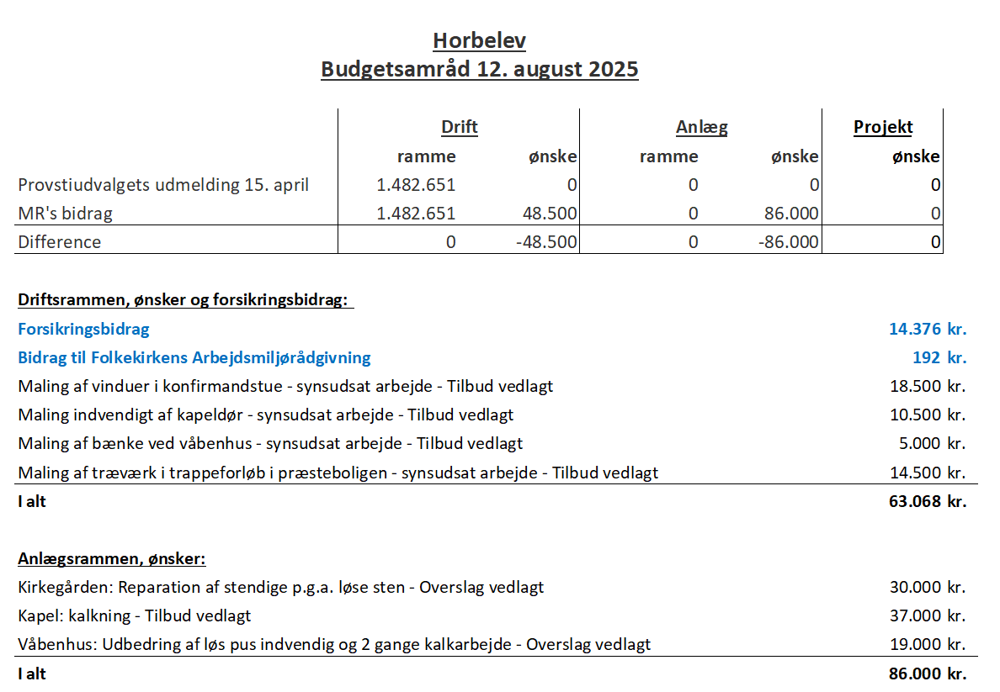 Horbelev
Budgetsamråd 12. august 2025
Drift Anlæg Projekt
ramme ønske ramme ønske ønske
Provstiudvalgets udmelding 15. april 1.482.651 0 0 0 0
MR's bidrag 1.482.651 48.500 0 86.000 0
Difference 0 -48.500 0 -86.000 0
Driftsrammen, ønsker og forsikringsbidrag:
Forsikringsbidrag 14.376 kr.
Bidrag til Folkekirkens Arbejdsmiljørådgivning 192 kr.
Maling af vinduer i konfirmandstue - synsudsat arbejde - Tilbud vedlagt 18.500 kr.
Maling indvendigt af kapeldør - synsudsat arbejde - Tilbud vedlagt 10.500 kr.
Maling af bænke ved våbenhus - synsudsat arbejde - Tilbud vedlagt 5.000 kr.
Maling af træværk i trappeforløb i præsteboligen - synsudsat arbejde - Tilbud vedlagt 14.500 kr.
I alt 63.068 kr.
Anlægsrammen, ønsker:
Kirkegården: Reparation af stendige p.g.a. løse sten - Overslag vedlagt 30.000 kr.
Kapel: kalkning - Tilbud vedlagt 37.000 kr.
Våbenhus: Udbedring af løs pus indvendig og 2 gange kalkarbejde - Overslag vedlagt 19.000 kr.
I alt 86.000 kr.